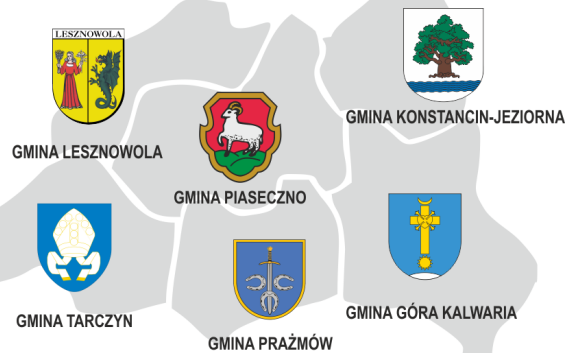 LESZNOWOLA
GMINA LESZNOWOLA
GMINA PIASECZNO
GMINA KONSTANCIN-JEZIORNA
GMINA TARCZYN
GMINA PRAŻMÓW
GMINA GÓRA KALWARIA